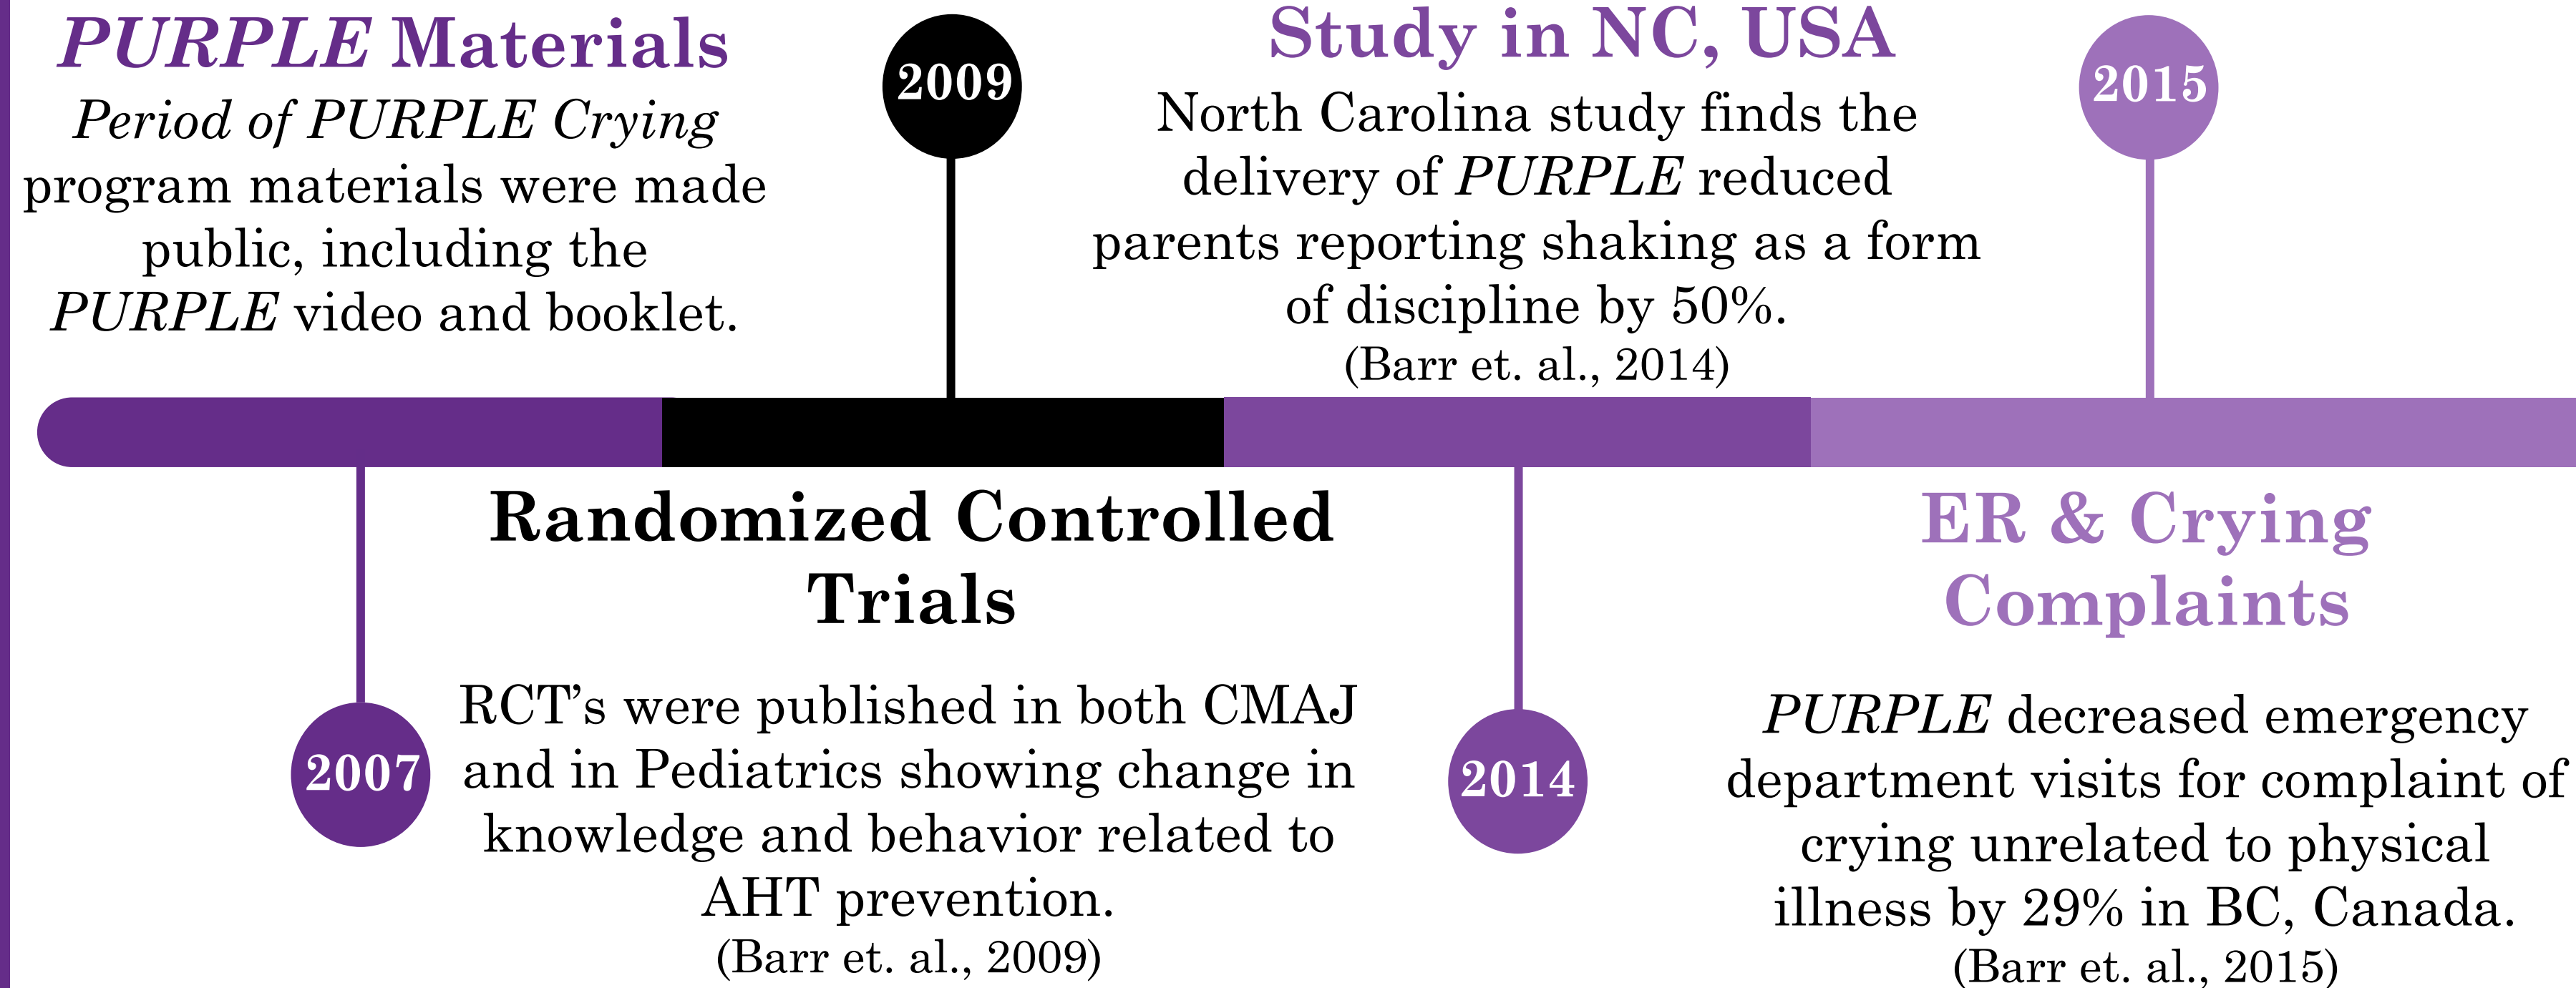 PURPLE Materials
Period of PURPLE Crying
program materials were made
public, including the
PURPLE video and booklet.
2007
2009
Randomized Controlled
Trials
RCT’s were published in both CMAJ
and in Pediatrics showing change in
knowledge and behavior related to
AHT prevention.
(Barr et. al., 2009)
Study in NC, USA
North Carolina study finds the
delivery of PURPLE reduced
parents reporting shaking as a form
of discipline by 50%.
(Barr et. al., 2014)
2014
2015
ER & Crying
Complaints
PURPLE decreased emergency
department visits for complaint of
crying unrelated to physical
illness by 29% in BC, Canada.
(Barr et. al., 2015)